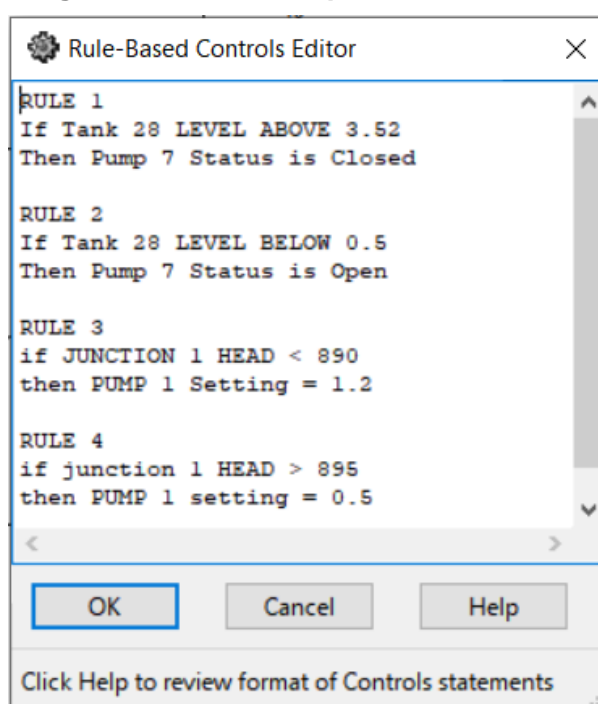 Rule-Based Controls Editor
RULE 1
If Tank 28 LEVEL ABOVE 3.52
Then Pump 7 Status is Closed
RULE 2
If Tank 28 LEVEL BELOW 0.5
Then Pump 7 Status is Open
RULE 3
if JUNCTION 1 HEAD < 890
then PUMP 1 Setting = 1.2
RULE 4
if junction 1 HEAD > 895
then PUMP 1 setting = 0.5
OK Cancel Help
Click Help to review format of Controls statements